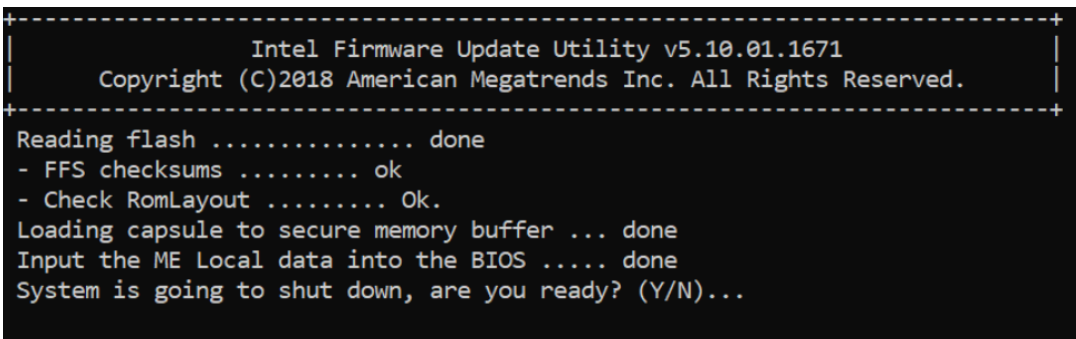 +---------------------------------------------------------------------------+
| Intel Firmware Update Utility v5.10.01.1671 |
| Copyright (C)2018 American Megatrends Inc. All Rights Reserved. |
+---------------------------------------------------------------------------+
Reading flash ............... done
- FFS checksums ......... ok
- Check RomLayout ......... Ok.
Loading capsule to secure memory buffer ... done
Input the ME Local data into the BIOS ..... done
System is going to shut down, are you ready? (Y/N)...